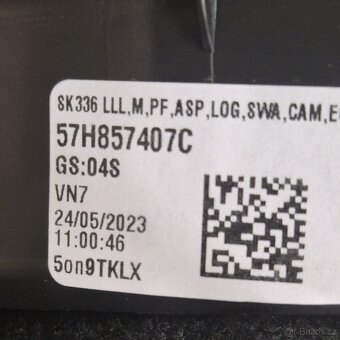 SK336 LLL,M,PF,ASP,LOG,SWA,CAM,E
57H857407C
GS:04S
VN7
24/05/2023
11:00:46
5on9TKLX